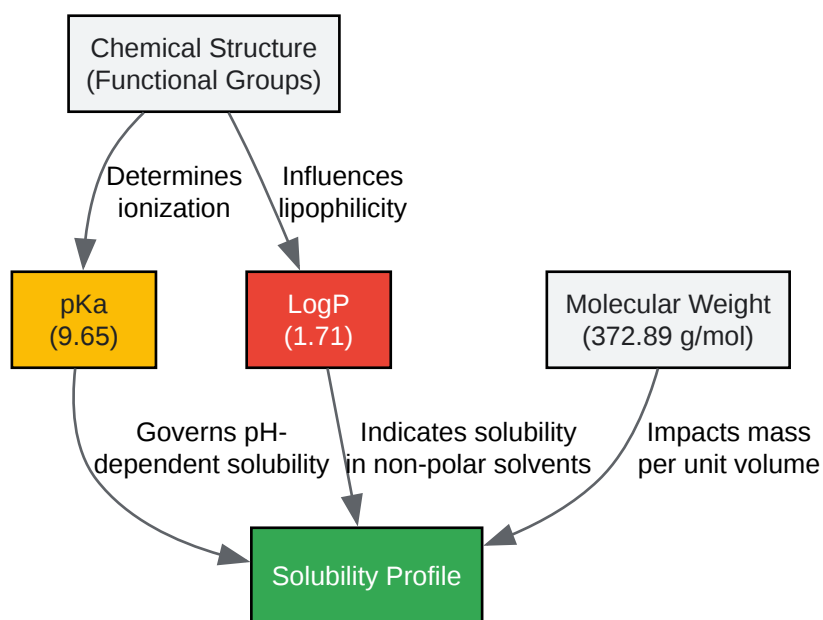 Chemical Structure
(Functional Groups)
Determines
ionization
Influences
lipophilicity
pKa
(9.65)
LogP
(1.71)
Molecular Weight
(372.89 g/mol)
Governs pH-
dependent solubility
Indicates solubility
in non-polar solvents
Impacts mass
per unit volume
Solubility Profile